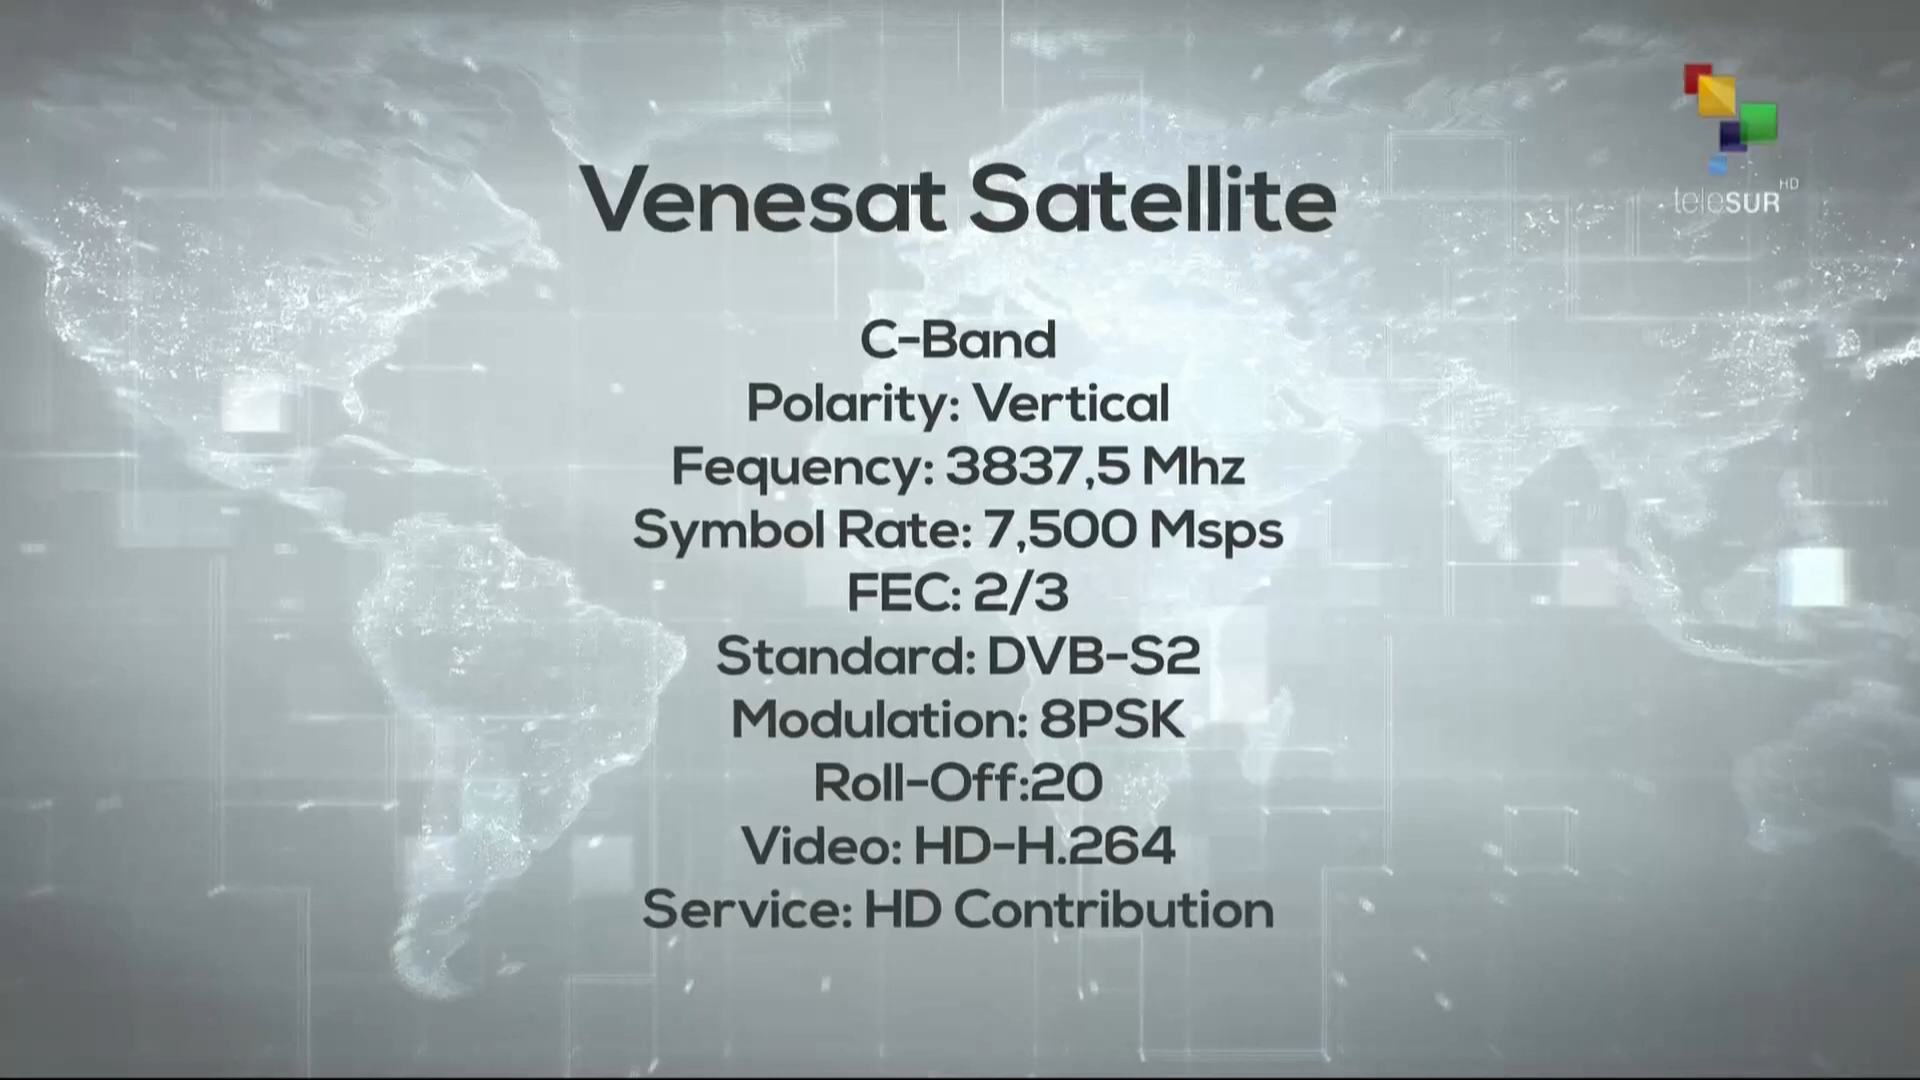 teleSUR HD
Venesat Satellite
C-Band
Polarity: Vertical
Fequency: 3837,5 Mhz
Symbol Rate: 7,500 Msps
FEC: 2/3
Standard: DVB-S2
Modulation: 8PSK
Roll-Off:20
Video: HD-H.264
Service: HD Contribution